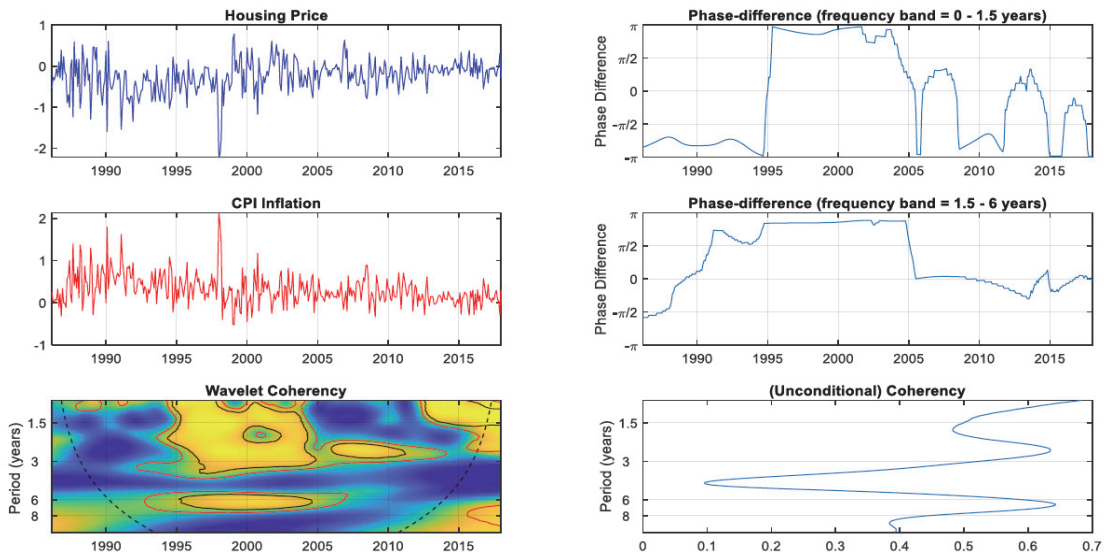 Housing Price
1
0
-1
-2
1990 1995 2000 2005 2010 2015
Phase-difference (frequency band = 0 - 1.5 years)
Phase Difference
π
π/2
0
-π/2
-π
1990 1995 2000 2005 2010 2015
CPI Inflation
2
1
0
-1
1990 1995 2000 2005 2010 2015
Phase-difference (frequency band = 1.5 - 6 years)
Phase Difference
π
π/2
0
-π/2
-π
1990 1995 2000 2005 2010 2015
Wavelet Coherency
Period (years)
1.5
3
6
8
1990 1995 2000 2005 2010 2015
(Unconditional) Coherency
Period (years)
1.5
3
6
8
0 0.1 0.2 0.3 0.4 0.5 0.6 0.7